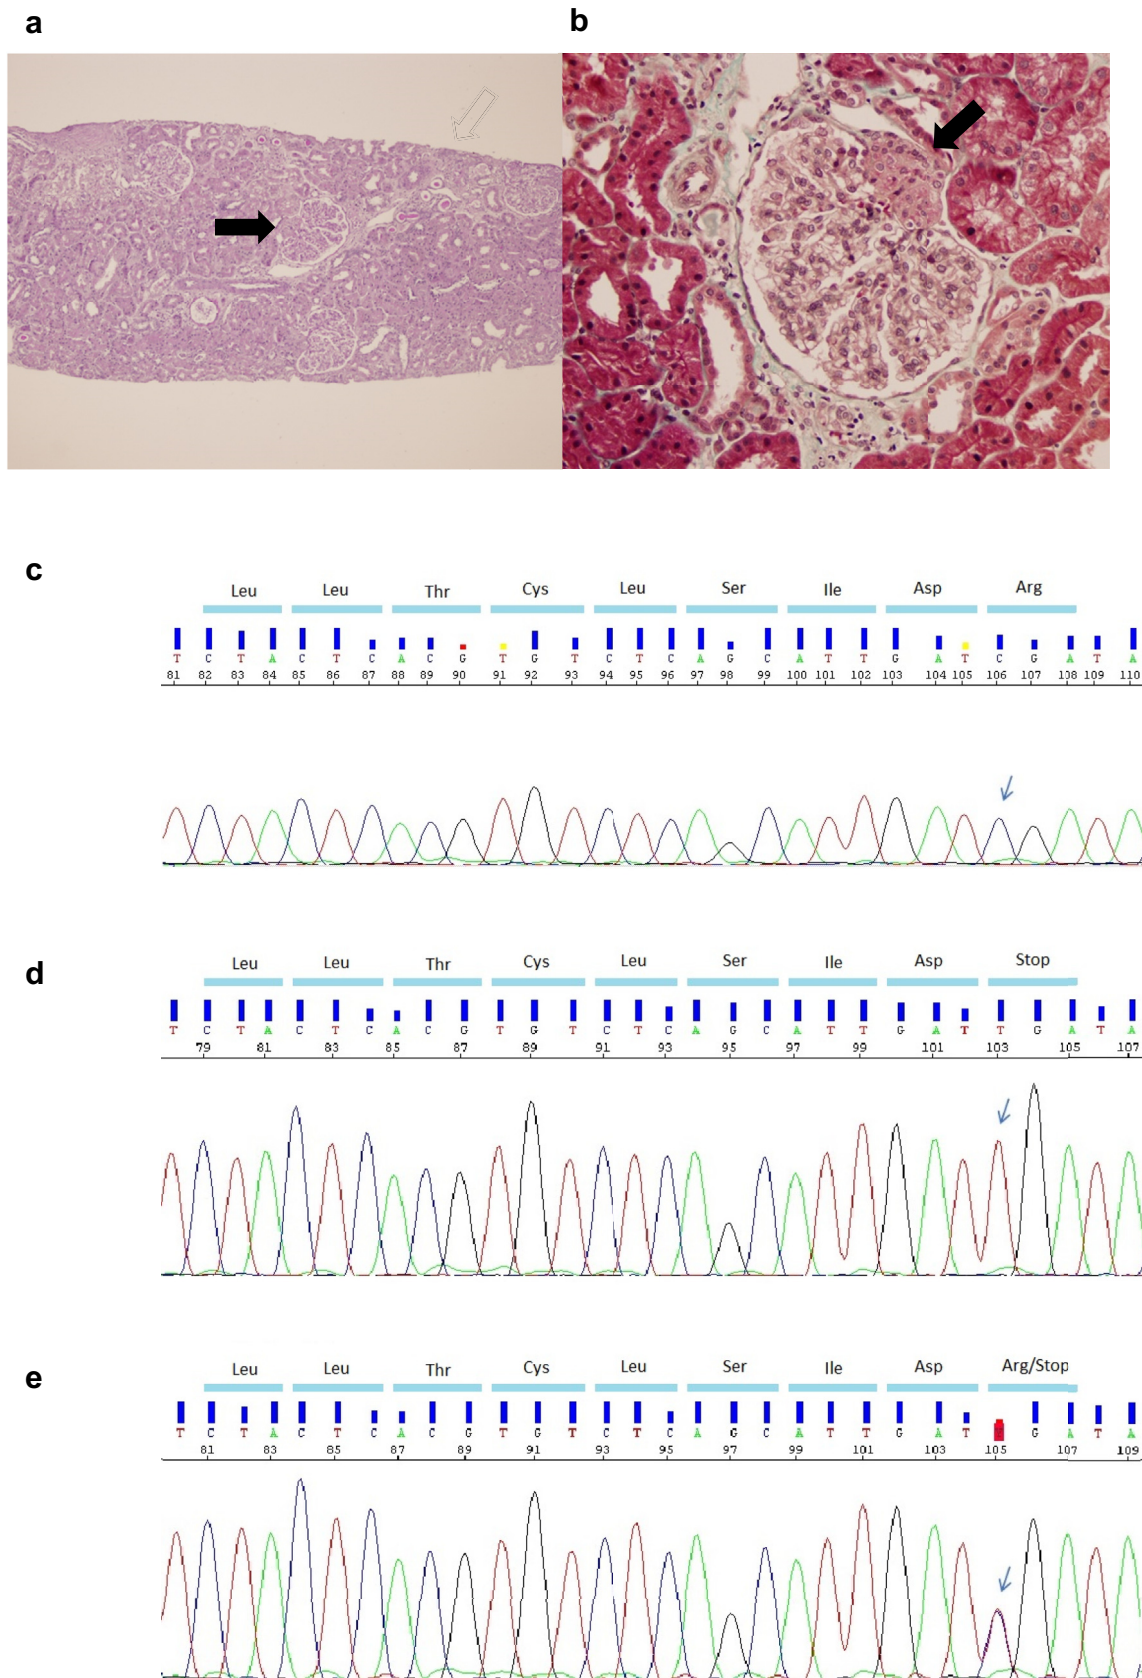 a
b
c
Leu Leu Thr Cys Leu Ser Ile Asp Arg
T C T A C T C A C G T G T C T C A G C A T T G A T C G A T A
81 82 83 84 85 86 87 88 89 90 91 92 93 94 95 96 97 98 99 100 101 102 103 104 105 106 107 108 109 110
d
Leu Leu Thr Cys Leu Ser Ile Asp Stop
T C T A C T C A C G T G T C T C A G C A T T G A T T G A T A
79 81 83 85 87 89 91 93 95 97 99 101 103 105 107
e
Leu Leu Thr Cys Leu Ser Ile Asp Arg/Stop
T C T A C T C A C G T G T C T C A G C A T T G A T G A T A
81 83 85 87 89 91 93 95 97 99 101 103 105 107 109